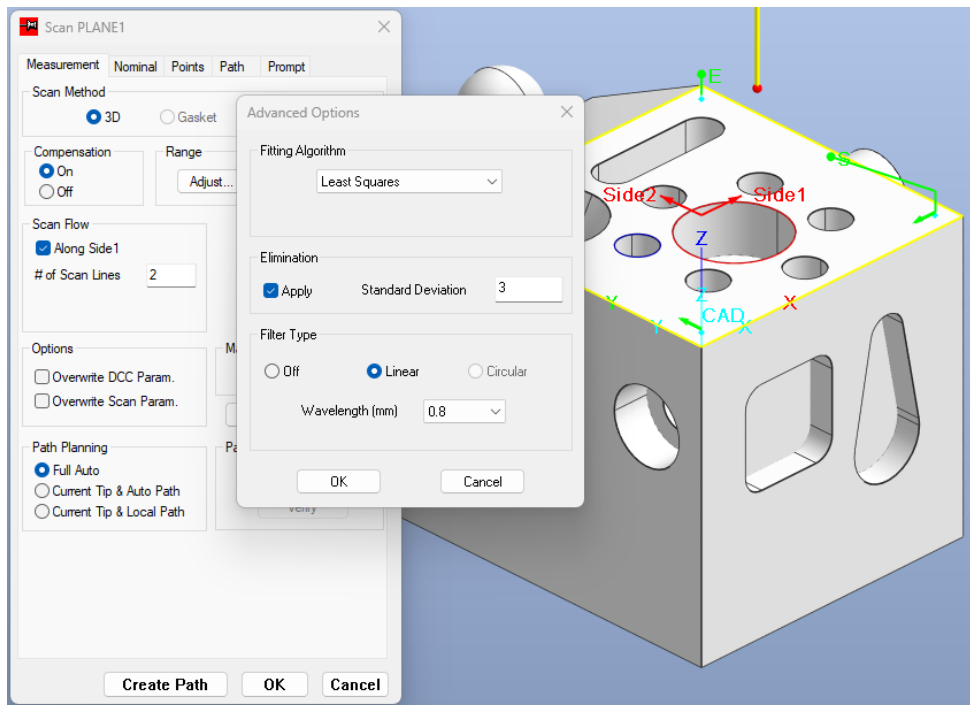 Scan PLANE1
Measurement Nominal Points Path Prompt
Scan Method
3D Gasket
Compensation
On
Off
Range
Adjust...
Scan Flow
Along Side1
# of Scan Lines 2
Options
Overwrite DCC Param.
Overwrite Scan Param.
Path Planning
Full Auto
Current Tip & Auto Path
Current Tip & Local Path
Create Path OK Cancel
Advanced Options
Fitting Algorithm
Least Squares
Elimination
Apply Standard Deviation 3
Filter Type
Off Linear Circular
Wavelength (mm) 0.8
OK Cancel
Verify
E
S
Side2 Side1
Z
Z
Y X
CAD
Y X